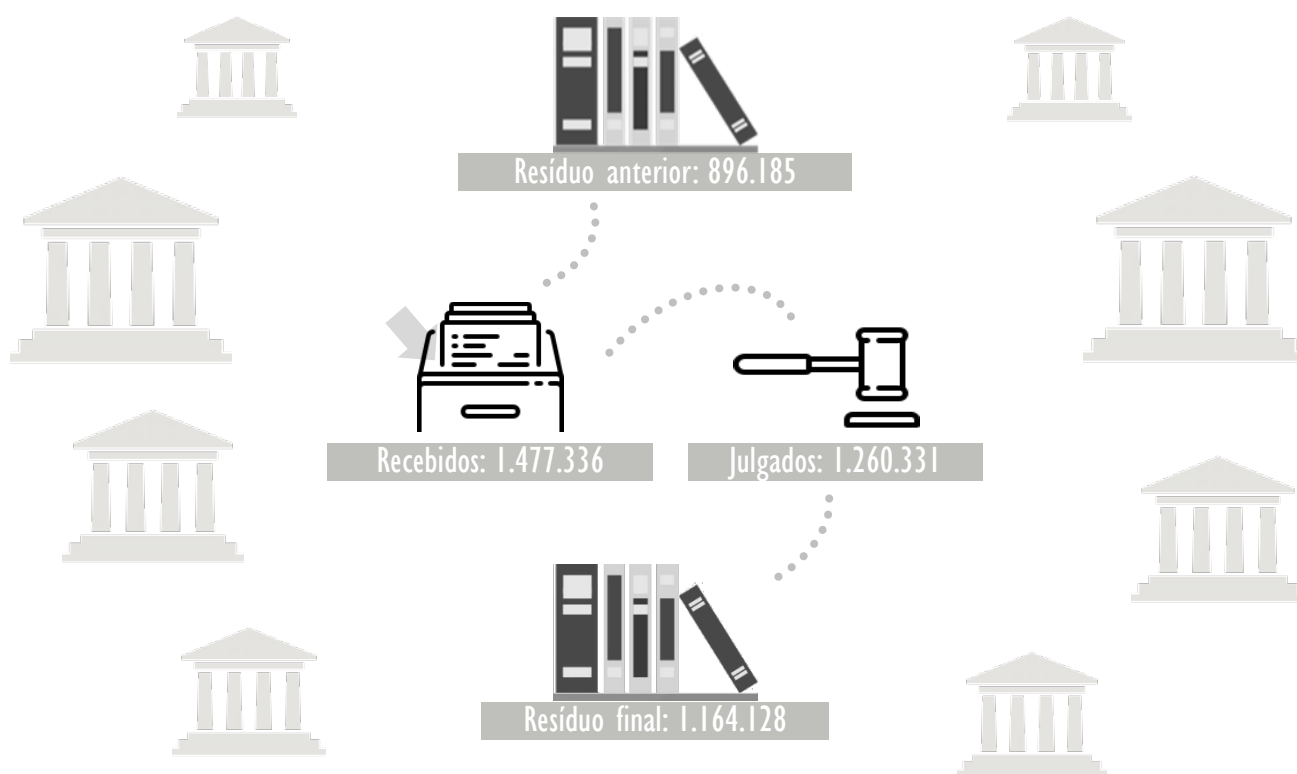 Resíduo anterior: 896.185
Recebidos: 1.477.336
Julgados: 1.260.331
Resíduo final: 1.164.128